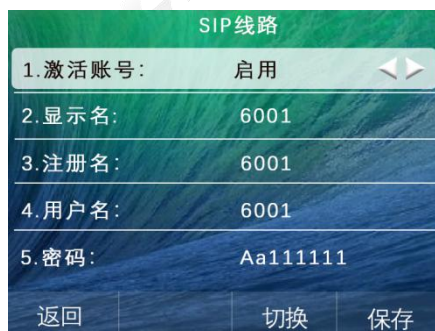 SIP线路
1.激活账号: 启用
2.显示名: 6001
3.注册名: 6001
4.用户名: 6001
5.密码: Aa111111
返回 切换 保存